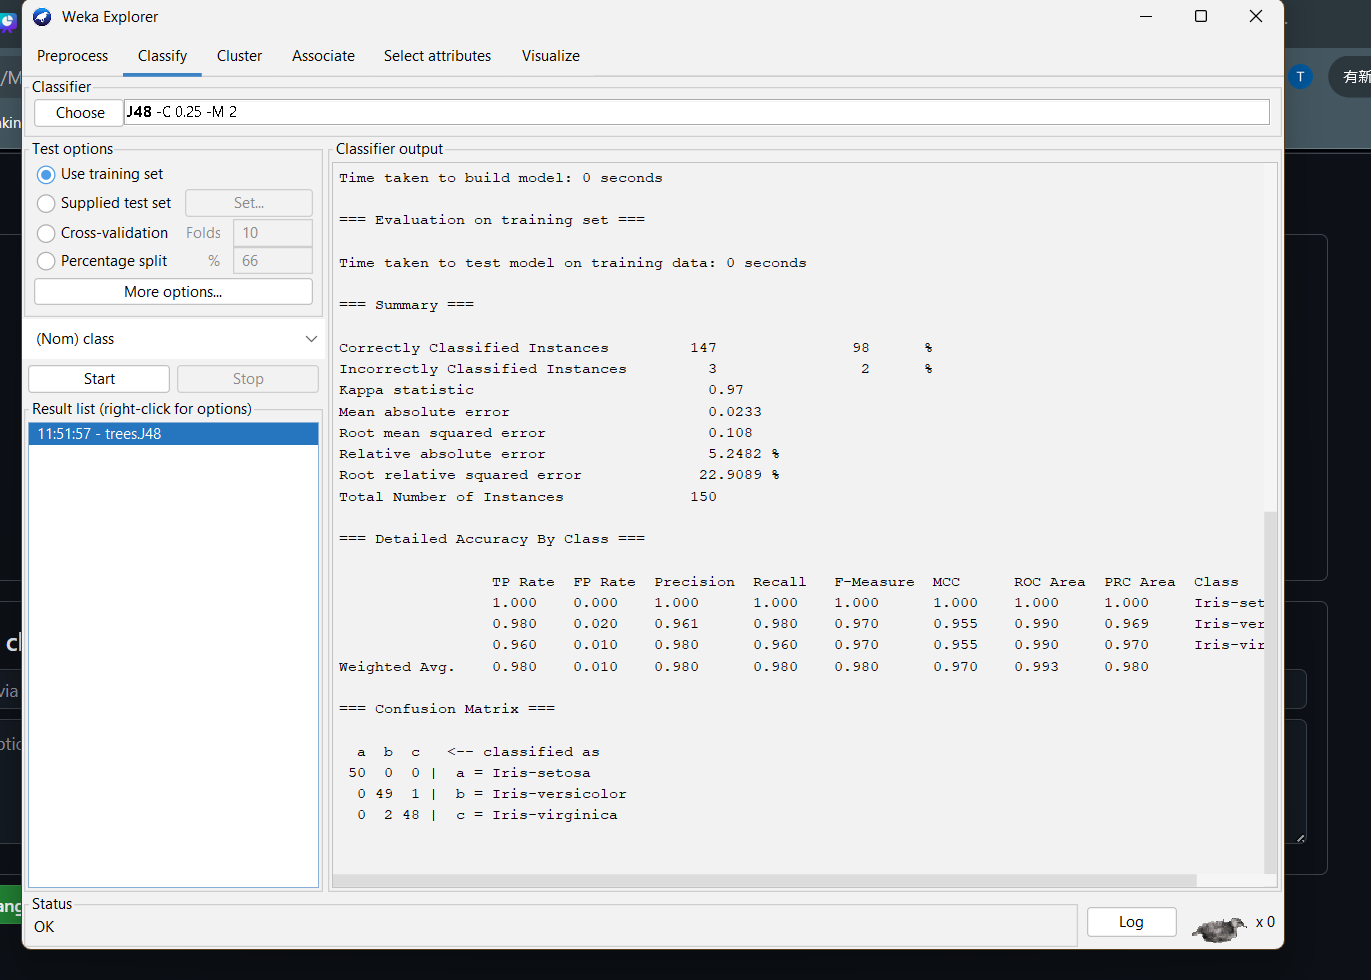 Weka Explorer
Preprocess Classify Cluster Associate Select attributes Visualize
Classifier
Choose J48 -C 0.25 -M 2
Test options
Use training set
Supplied test set Set...
Cross-validation Folds 10
Percentage split % 66
More options...
(Nom) class
Start Stop
Result list (right-click for options)
11:51:57 - trees.J48
Classifier output
Time taken to build model: 0 seconds
=== Evaluation on training set ===
Time taken to test model on training data: 0 seconds
=== Summary ===
Correctly Classified Instances 147 98 %
Incorrectly Classified Instances 3 2 %
Kappa statistic 0.97
Mean absolute error 0.0233
Root mean squared error 0.108
Relative absolute error 5.2482 %
Root relative squared error 22.9089 %
Total Number of Instances 150
=== Detailed Accuracy By Class ===
TP Rate FP Rate Precision Recall F-Measure MCC ROC Area PRC Area Class
1.000 0.000 1.000 1.000 1.000 1.000 1.000 1.000 Iris-set
0.980 0.020 0.961 0.980 0.970 0.955 0.990 0.969 Iris-ver
0.960 0.010 0.980 0.960 0.970 0.955 0.990 0.970 Iris-vir
Weighted Avg. 0.980 0.010 0.980 0.980 0.980 0.970 0.993 0.980
=== Confusion Matrix ===
a b c <-- classified as
50 0 0 | a = Iris-setosa
0 49 1 | b = Iris-versicolor
0 2 48 | c = Iris-virginica
Status
OK
Log x 0
/M
kin
T
有新
cl
via
ptic
ang